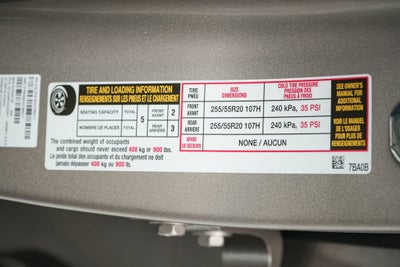 TIRE AND LOADING INFORMATION
RENSEIGNEMENTS SUR LES PNEUS ET LE CHARGEMENT
SEATING CAPACITY
NOMBRE DE PLACES
TOTAL 5
FRONT AVANT 2
REAR ARRIÈRE 3
The combined weight of occupants
and cargo should never exceed 408 kg or 900 lbs.
Le poids total des occupants et du chargement ne doit
jamais dépasser 408 kg or 900 lbs.
TIRE PNEU
SIZE DIMENSIONS
COLD TIRE PRESSURE
PRESSION DES PNEUS À FROID
FRONT AVANT 255/55R20 107H 240 kPa, 35 PSI
REAR ARRIÈRE 255/55R20 107H 240 kPa, 35 PSI
SPARE DE SECOURS NONE / AUCUN
SEE OWNER'S
MANUAL FOR
ADDITIONAL
INFORMATION
VOIR LE MANUEL
DE L'USAGER
POUR PLUS DE
RENSEIGNEMENTS
7BA0B